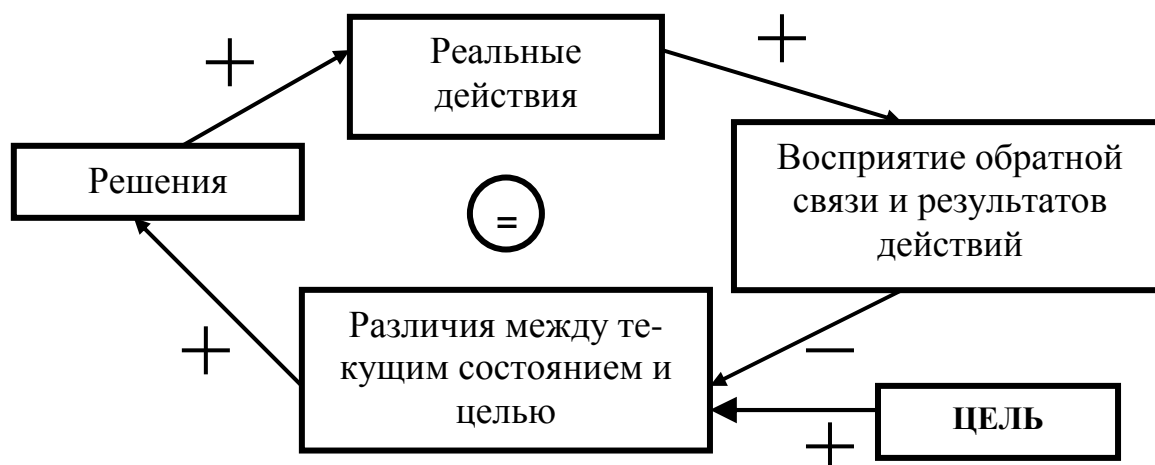 +
+
Реальные
действия
Решения
Восприятие обратной
связи и результатов
действий
=
Различия между те-
кущим состоянием и
целью
+
−
ЦЕЛЬ
+